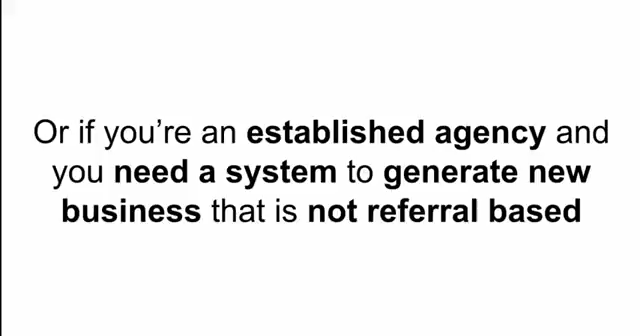 Or if you’re an established agency and
you need a system to generate new
business that is not referral based